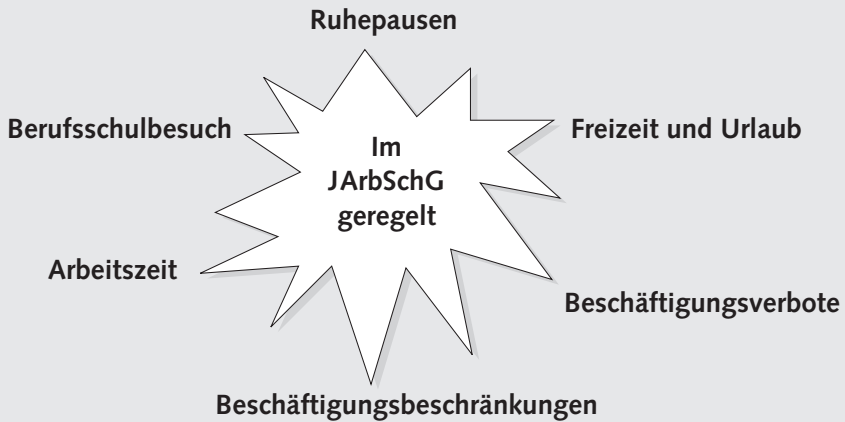 Ruhepausen
Berufsschulbesuch
Freizeit und Urlaub
Im
JArbSchG
geregelt
Arbeitszeit
Beschäftigungsverbote
Beschäftigungsbeschränkungen